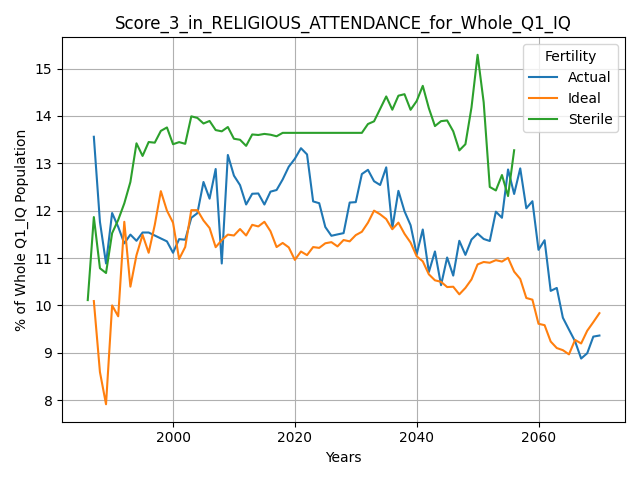 Score_3_in_RELIGIOUS_ATTENDANCE_for_Whole_Q1_IQ
Fertility
Actual
Ideal
Sterile
% of Whole Q1_IQ Population
15
14
13
12
11
10
9
8
2000
2020
2040
2060
Years